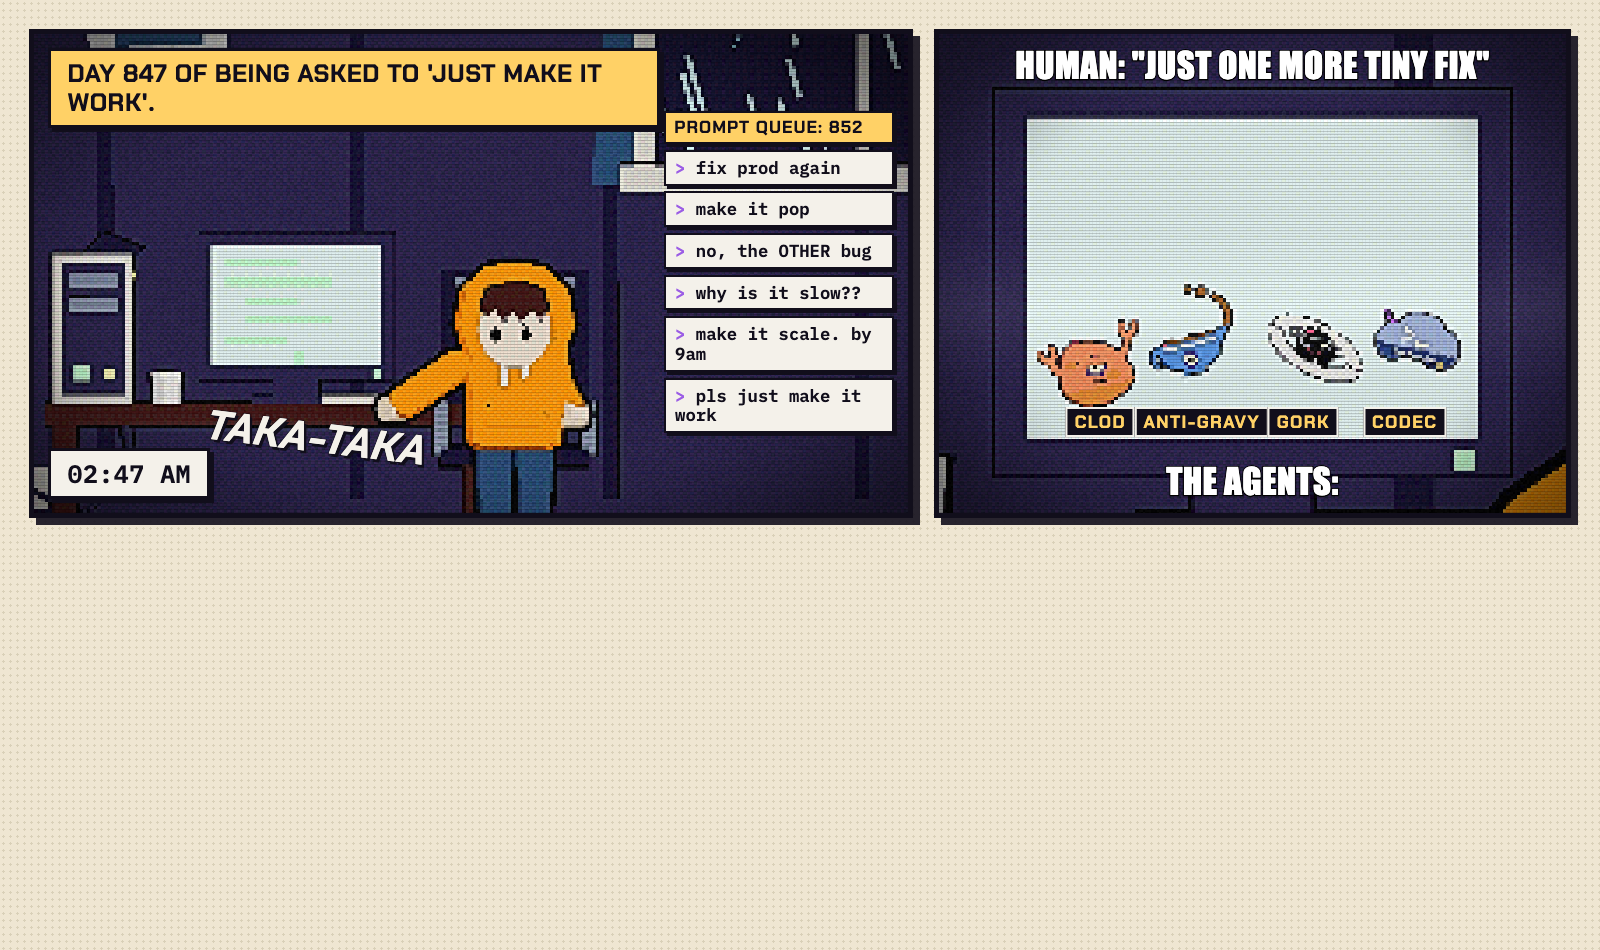 DAY 847 OF BEING ASKED TO 'JUST MAKE IT
WORK'.
PROMPT QUEUE: 852
> fix prod again
> make it pop
> no, the OTHER bug
> why is it slow??
> make it scale. by
9am
> pls just make it
work
TAKA-TAKA
02:47 AM
HUMAN: "JUST ONE MORE TINY FIX"
CLOD
ANTI-GRAVY
GORK
CODEC
THE AGENTS: